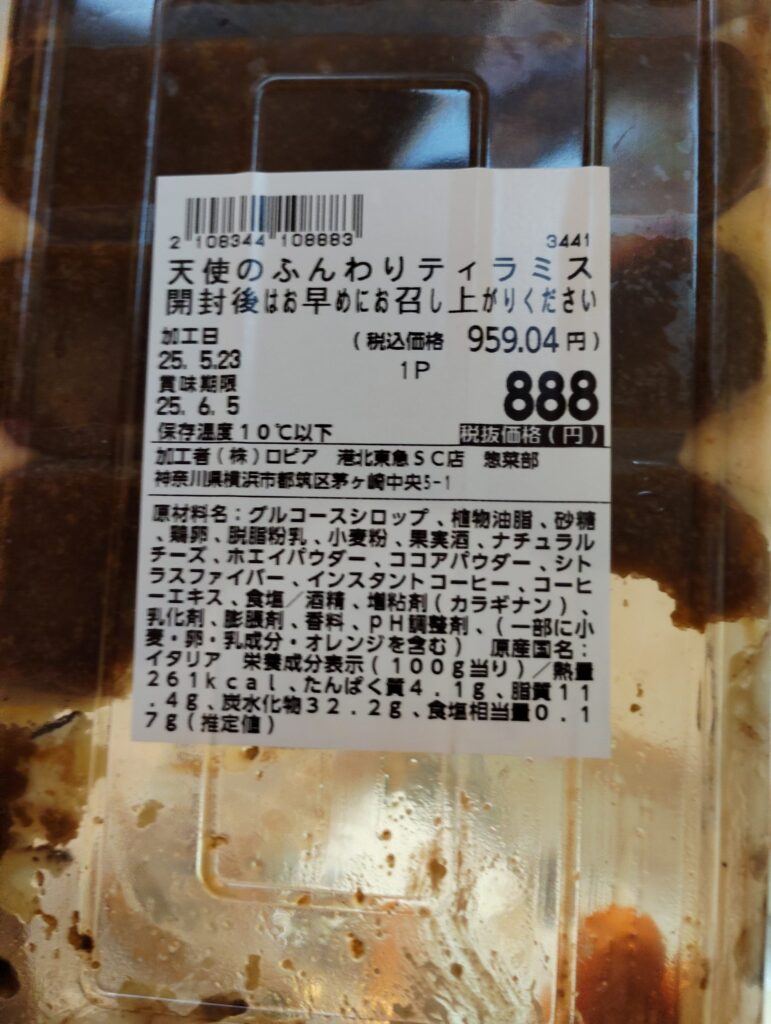 2 108344 108883
3441
天使のふんわりティラミス
開封後はお早めにお召し上がりください
加工日
25. 5.23
(税込価格 959.04円)
賞味期限
1P
25. 6. 5
888
保存温度10℃以下
税抜価格(円)
加工者(株)ロピア 港北東急SC店 惣菜部
神奈川県横浜市都筑区茅ヶ崎中央5-1
原材料名:グルコースシロップ、植物油脂、砂糖
、鶏卵、脱脂粉乳、小麦粉、果実酒、ナチュラル
チーズ、ホエイパウダー、ココアパウダー、シト
ラスファイバー、インスタントコーヒー、コーヒ
ーエキス、食塩/酒精、増粘剤(カラギナン)、
乳化剤、膨脹剤、香料、pH調整剤、(一部に小
麦・卵・乳成分・オレンジを含む) 原産国名:
イタリア 栄養成分表示(100g当り)/熱量
261kcal、たんぱく質4.1g、脂質11
.4g、炭水化物32.2g、食塩相当量0.1
7g(推定値)